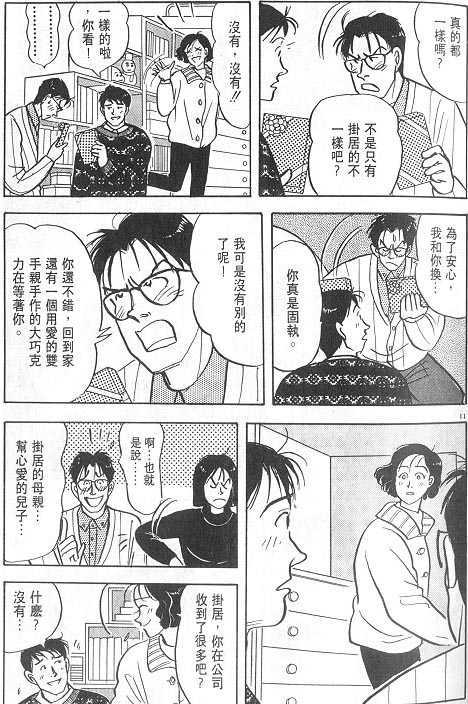 真的都
一樣嗎？
不是只有
掛居的不
一樣吧？
沒有，沒有!!
一樣的啦
，你看！
………
………
為了安心，
我和你換…
你真是固執。
我可是沒有別的
了呢！
你還不錯，回到家
還有一個用愛的雙
手親手作的大巧克
力在等著你。
11
啊…也就
是說…
掛居的母親…
幫心愛的兒子…
掛居，你在公司
收到了很多吧？
什麼？
沒有…